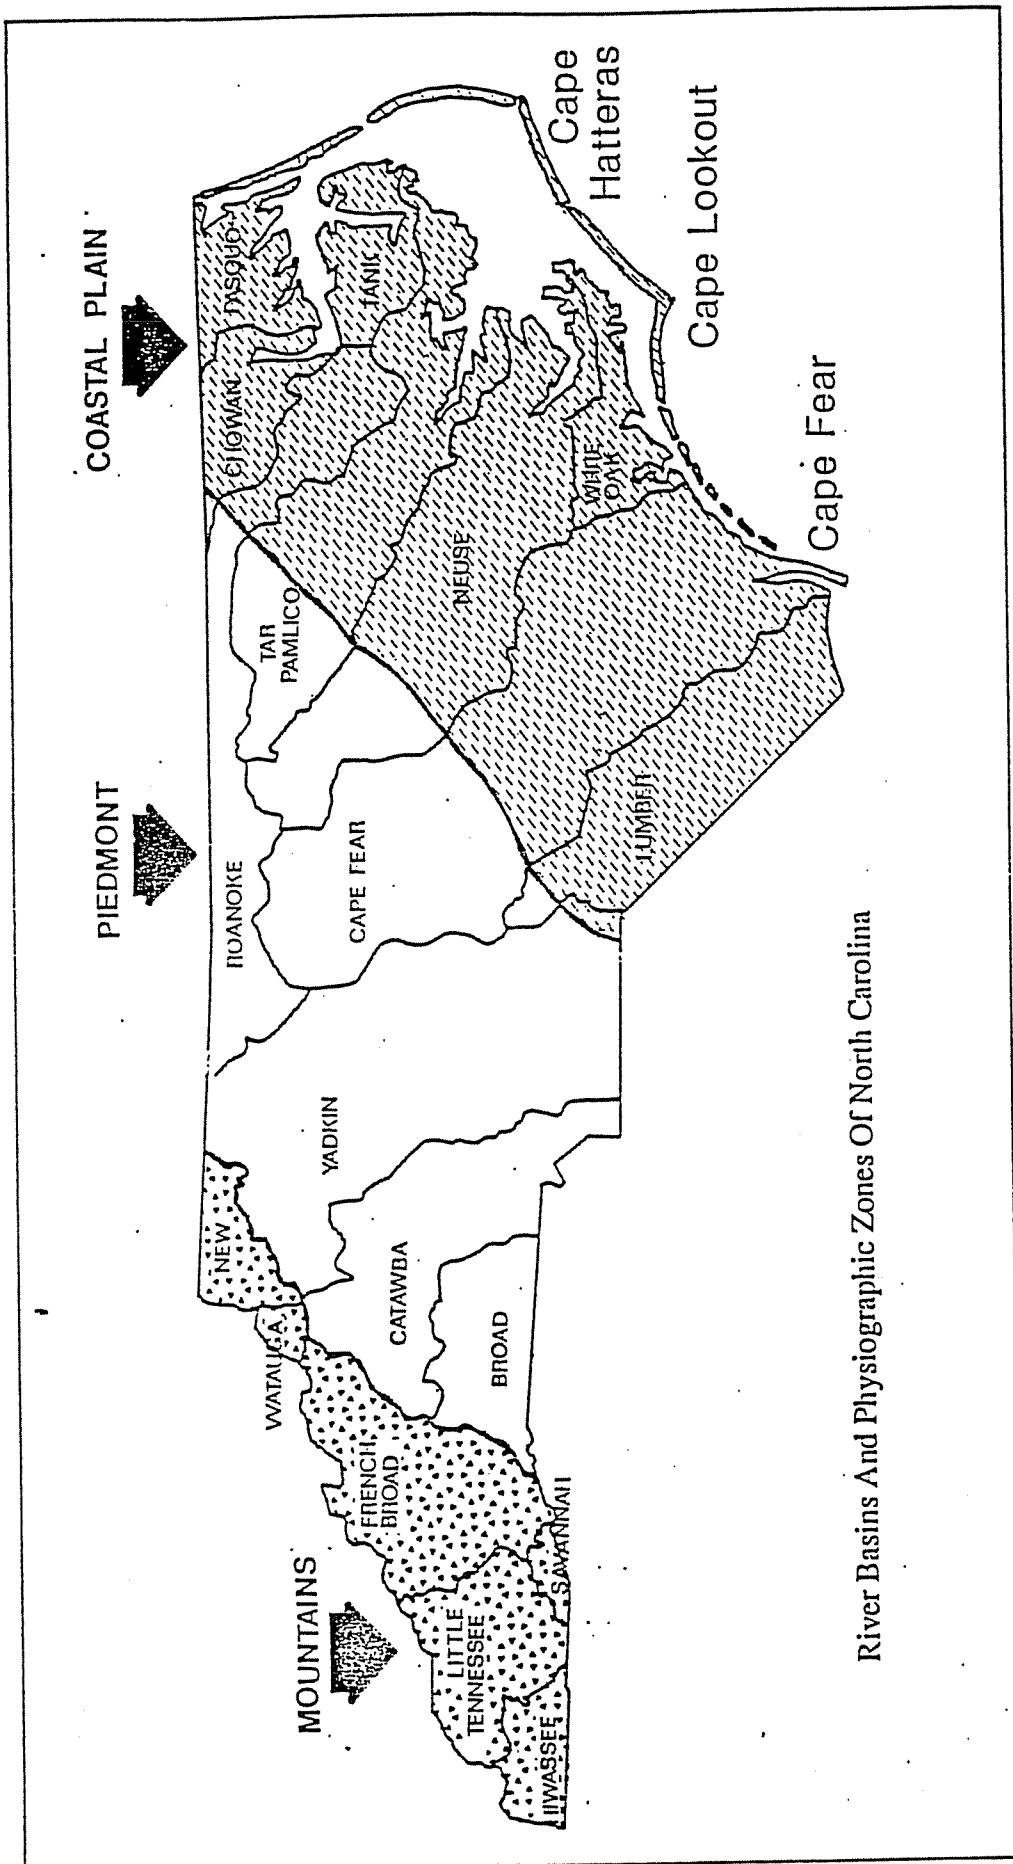 COASTAL PLAIN
PIEDMONT
MOUNTAINS
PASQUO-
TANK
CHOWAN
TAR
PAMLICO
NEUSE
WHITE
OAK
ROANOKE
CAPE FEAR
LUMBER
YADKIN
NEW
WATAUGA
CATAWBA
BROAD
FRENCH
BROAD
SAVANNAH
LITTLE
TENNESSEE
HIWASSEE
Cape
Hatteras
Cape Lookout
Cape Fear
River Basins And Physiographic Zones Of North Carolina